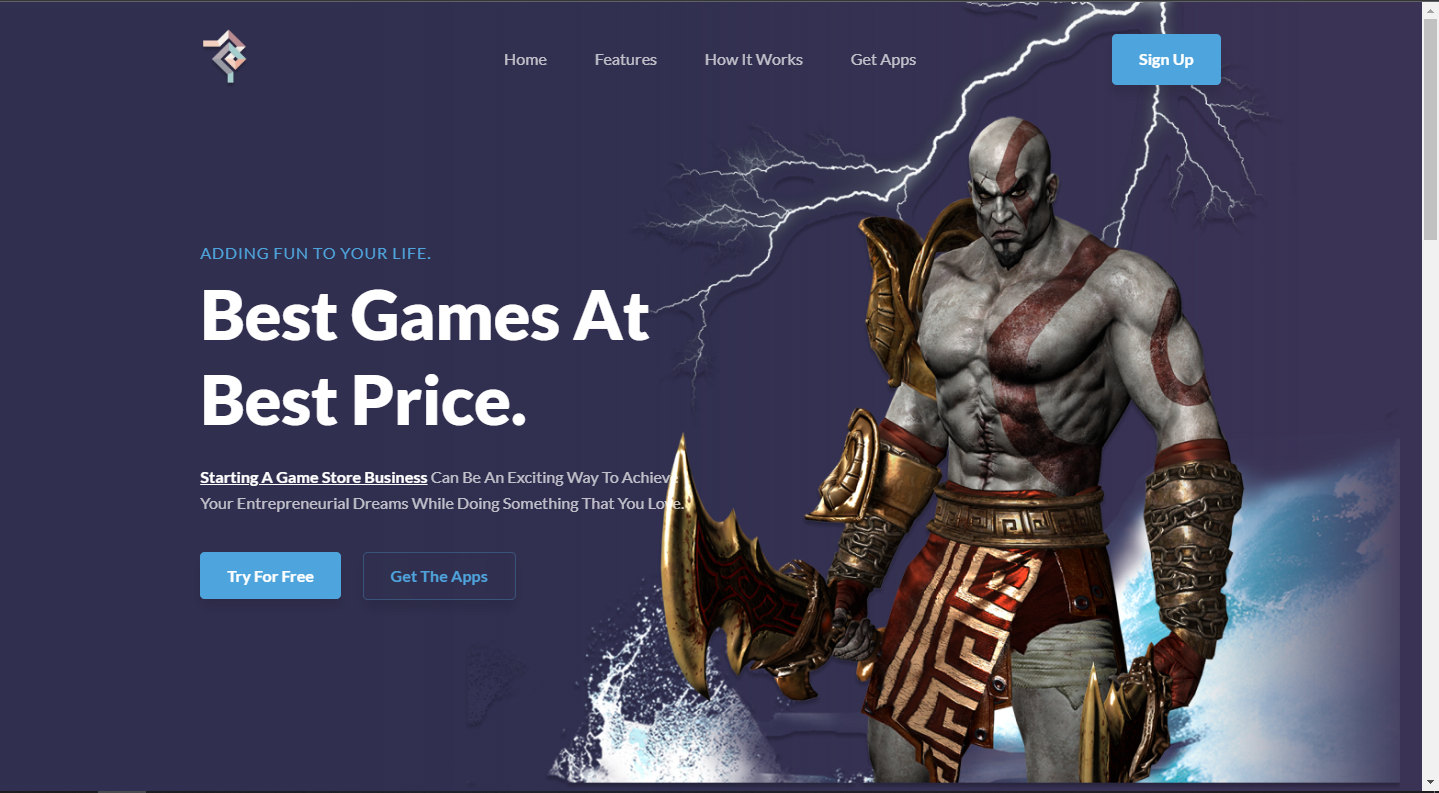 Home Features How It Works Get Apps Sign Up
ADDING FUN TO YOUR LIFE.
Best Games At
Best Price.
Starting A Game Store Business Can Be An Exciting Way To Achieve
Your Entrepreneurial Dreams While Doing Something That You Love.
Try For Free Get The Apps